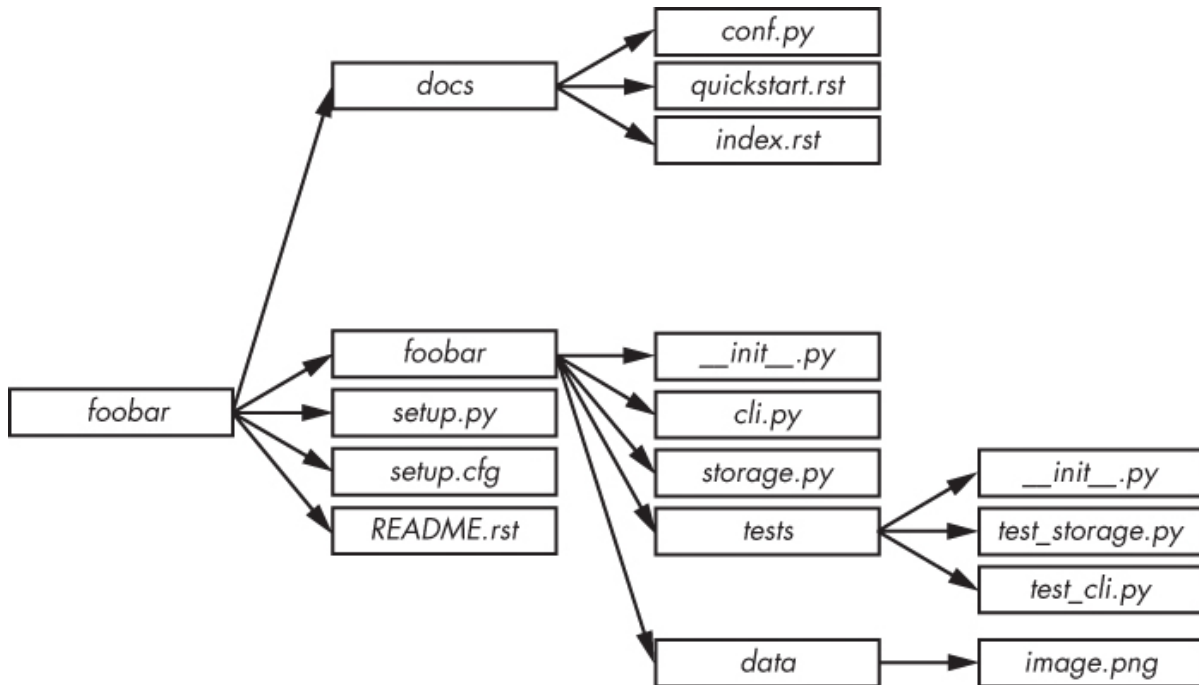 conf.py
docs
quickstart.rst
index.rst
foobar
__init__.py
foobar
setup.py
cli.py
setup.cfg
storage.py
__init__.py
README.rst
tests
test_storage.py
test_cli.py
data
image.png